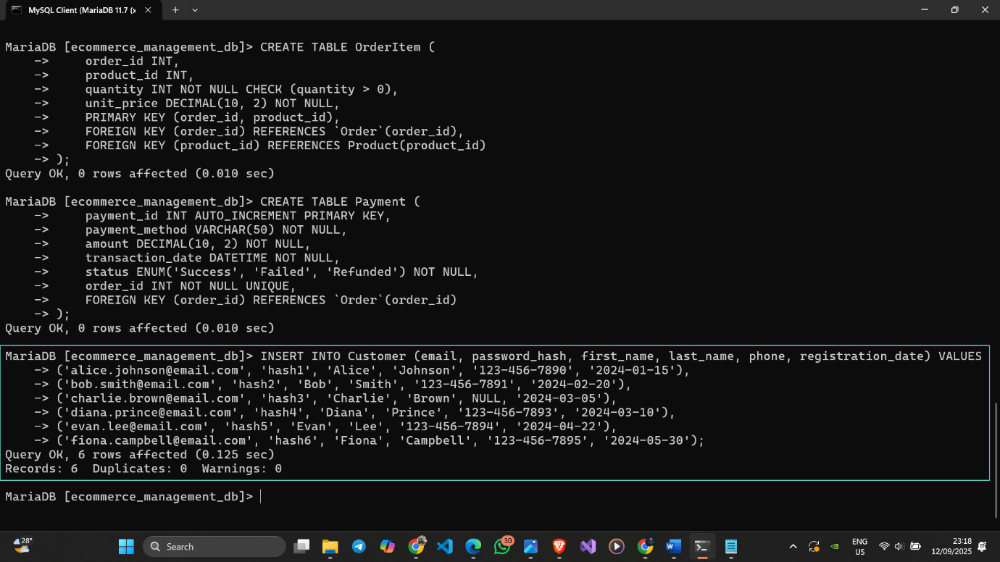 MySQL Client (MariaDB 11.7 (x
MariaDB [ecommerce_management_db]> CREATE TABLE OrderItem (
    ->     order_id INT,
    ->     product_id INT,
    ->     quantity INT NOT NULL CHECK (quantity > 0),
    ->     unit_price DECIMAL(10, 2) NOT NULL,
    ->     PRIMARY KEY (order_id, product_id),
    ->     FOREIGN KEY (order_id) REFERENCES `Order`(order_id),
    ->     FOREIGN KEY (product_id) REFERENCES Product(product_id)
    -> );
Query OK, 0 rows affected (0.010 sec)
MariaDB [ecommerce_management_db]> CREATE TABLE Payment (
    ->     payment_id INT AUTO_INCREMENT PRIMARY KEY,
    ->     payment_method VARCHAR(50) NOT NULL,
    ->     amount DECIMAL(10, 2) NOT NULL,
    ->     transaction_date DATETIME NOT NULL,
    ->     status ENUM('Success', 'Failed', 'Refunded') NOT NULL,
    ->     order_id INT NOT NULL UNIQUE,
    ->     FOREIGN KEY (order_id) REFERENCES `Order`(order_id)
    -> );
Query OK, 0 rows affected (0.010 sec)
MariaDB [ecommerce_management_db]> INSERT INTO Customer (email, password_hash, first_name, last_name, phone, registration_date) VALUES
    -> ('alice.johnson@email.com', 'hash1', 'Alice', 'Johnson', '123-456-7890', '2024-01-15'),
    -> ('bob.smith@email.com', 'hash2', 'Bob', 'Smith', '123-456-7891', '2024-02-20'),
    -> ('charlie.brown@email.com', 'hash3', 'Charlie', 'Brown', NULL, '2024-03-05'),
    -> ('diana.prince@email.com', 'hash4', 'Diana', 'Prince', '123-456-7893', '2024-03-10'),
    -> ('evan.lee@email.com', 'hash5', 'Evan', 'Lee', '123-456-7894', '2024-04-22'),
    -> ('fiona.campbell@email.com', 'hash6', 'Fiona', 'Campbell', '123-456-7895', '2024-05-30');
Query OK, 6 rows affected (0.125 sec)
Records: 6  Duplicates: 0  Warnings: 0
MariaDB [ecommerce_management_db]>
28°
Search
30
ENG
US
23:18
12/09/2025